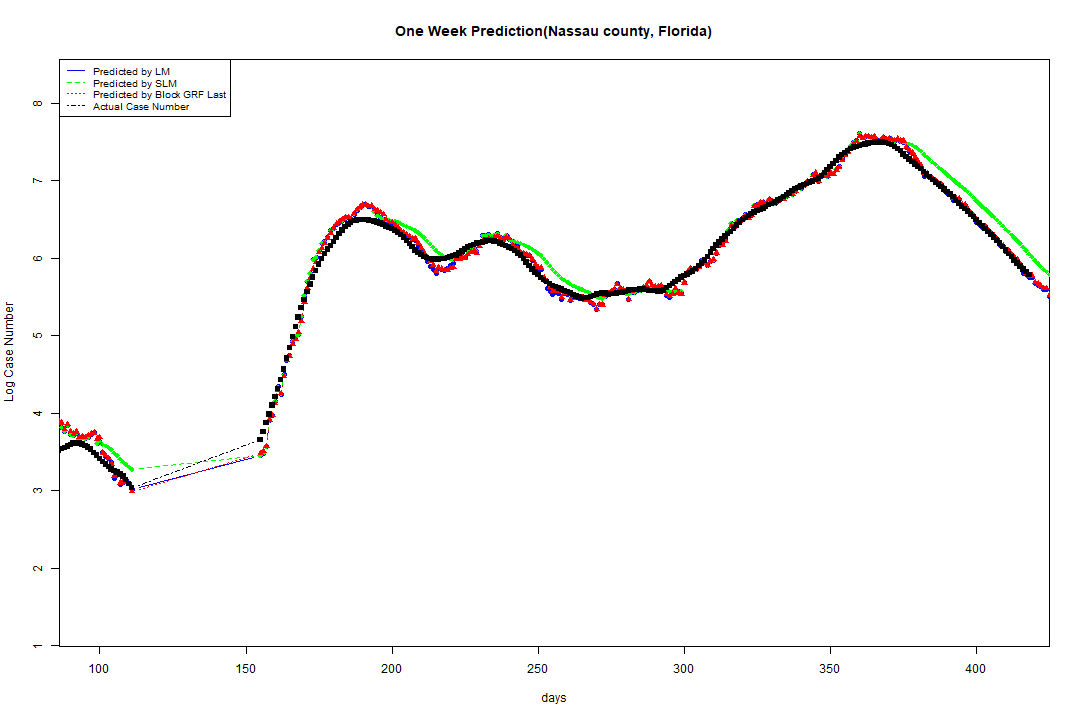 One Week Prediction(Nassau county, Florida)
Predicted by LM
Predicted by SLM
Predicted by Block GRF Last
Actual Case Number
8
7
6
5
4
3
2
1
Log Case Number
100 150 200 250 300 350 400
days